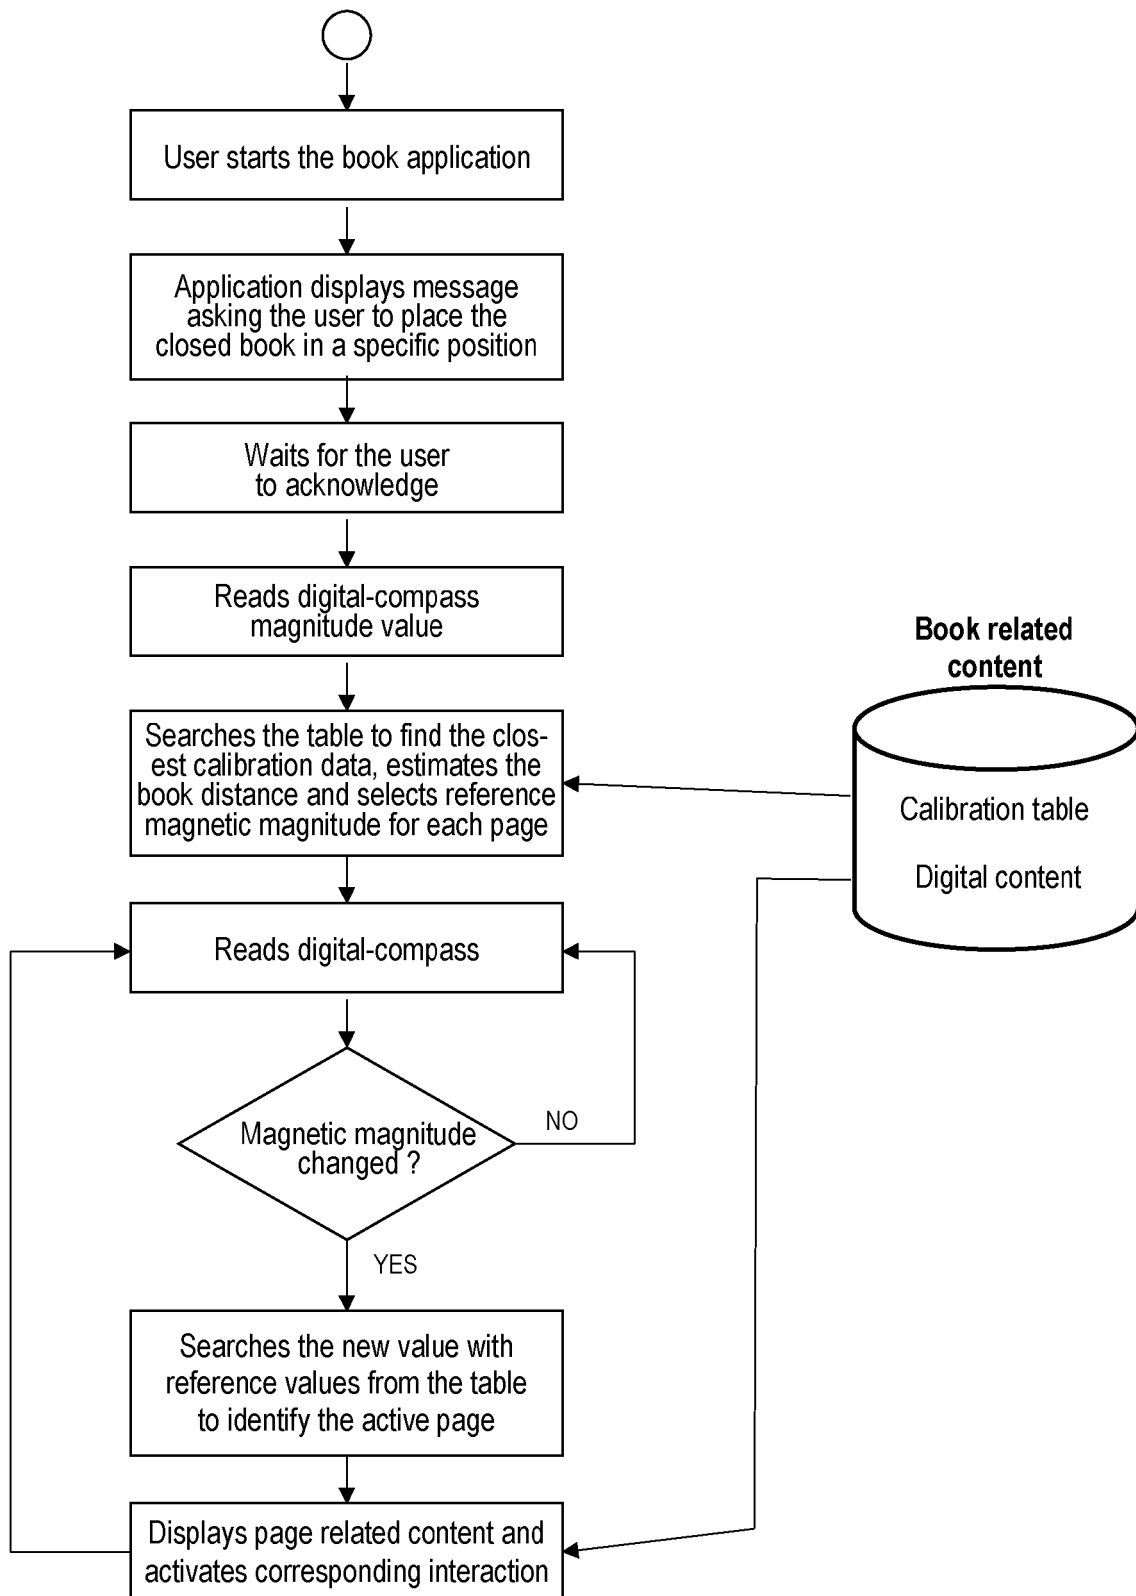 User starts the book application
Application displays message
asking the user to place the
closed book in a specific position
Waits for the user
to acknowledge
Reads digital-compass
magnitude value
Searches the table to find the clos-
est calibration data, estimates the
book distance and selects reference
magnetic magnitude for each page
Book related
content
Calibration table
Digital content
Reads digital-compass
Magnetic magnitude
changed ?
NO
YES
Searches the new value with
reference values from the table
to identify the active page
Displays page related content and
activates corresponding interaction